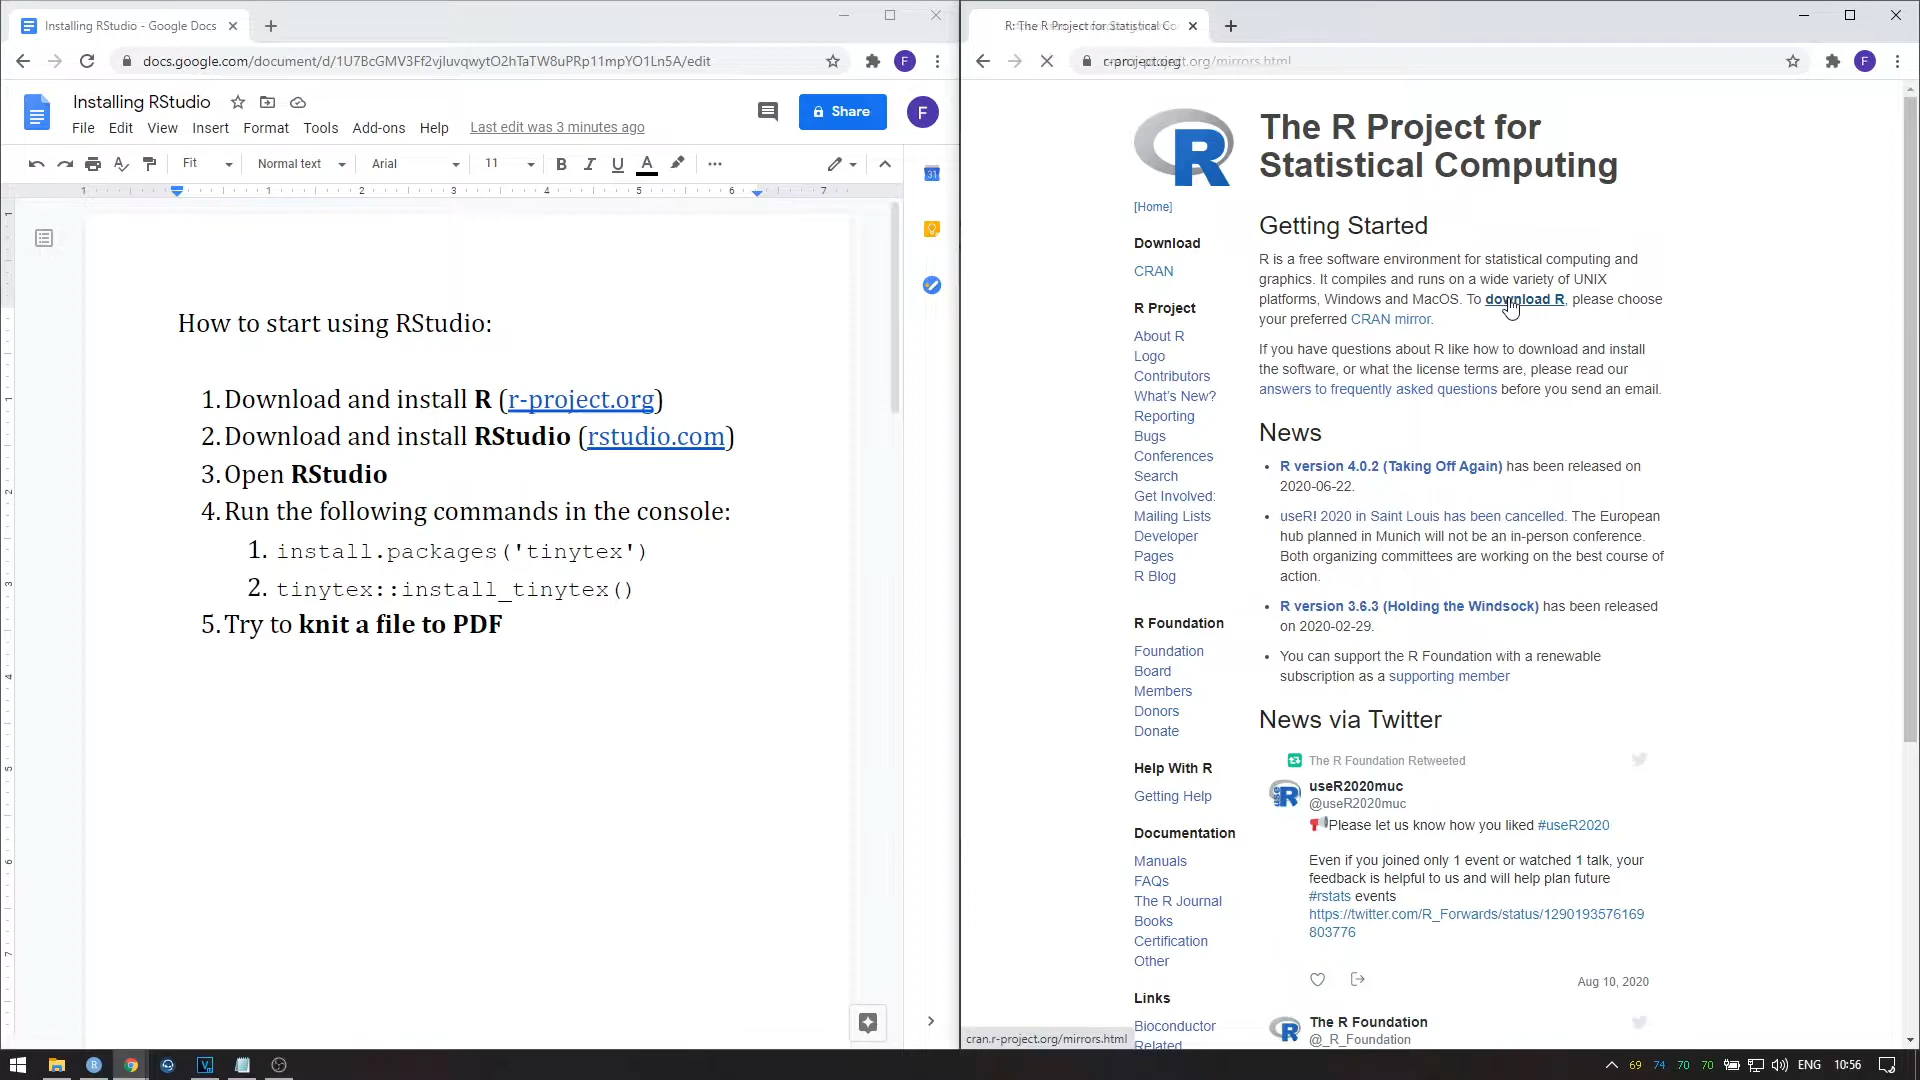 Installing RStudio - Google Docs
docs.google.com/document/d/1U7BcGMV3Ff2vjluvqwytO2hTaTW8uPRp11mpYO1Ln5A/edit
F
Installing RStudio
Share
F
File Edit View Insert Format Tools Add-ons Help Last edit was 3 minutes ago
Fit Normal text Arial 11 B I U A
1 1 2 3 4 5 6 7
31
How to start using RStudio:
1. Download and install R (r-project.org)
2. Download and install RStudio (rstudio.com)
3. Open RStudio
4. Run the following commands in the console:
1. install.packages('tinytex')
2. tinytex::install_tinytex()
5. Try to knit a file to PDF
R: The R Project for Statistical Co
F
R
The R Project for
Statistical Computing
[Home]
Download
CRAN
R Project
About R
Logo
Contributors
What's New?
Reporting
Bugs
Conferences
Search
Get Involved:
Mailing Lists
Developer
Pages
R Blog
R Foundation
Foundation
Board
Members
Donors
Donate
Help With R
Getting Help
Documentation
Manuals
FAQs
The R Journal
Books
Certification
Other
Links
Bioconductor
Related
Getting Started
R is a free software environment for statistical computing and
graphics. It compiles and runs on a wide variety of UNIX
platforms, Windows and MacOS. To download R, please choose
your preferred CRAN mirror.
If you have questions about R like how to download and install
the software, or what the license terms are, please read our
answers to frequently asked questions before you send an email.
News
• R version 4.0.2 (Taking Off Again) has been released on
2020-06-22.
• useR! 2020 in Saint Louis has been cancelled. The European
hub planned in Munich will not be an in-person conference.
Both organizing committees are working on the best course of
action.
• R version 3.6.3 (Holding the Windsock) has been released
on 2020-02-29.
• You can support the R Foundation with a renewable
subscription as a supporting member
News via Twitter
The R Foundation Retweeted
useR2020muc
@useR2020muc
Please let us know how you liked #useR2020
Even if you joined only 1 event or watched 1 talk, your
feedback is helpful to us and will help plan future
#rstats events
https://twitter.com/R_Forwards/status/1290193576169
803776
Aug 10, 2020
The R Foundation
@_R_Foundation
cran.r-project.org/mirrors.html
69 74 70 70 ENG 10:56